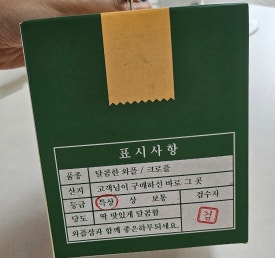 표시사항
품종 달콤한 와플 / 크로플
산지 고객님이 구매하신 바로 그 곳
등급 특상 상 보통 검수자
당도 딱 맛있게 달콤함
와플샵과 함께 좋은하루되세요.